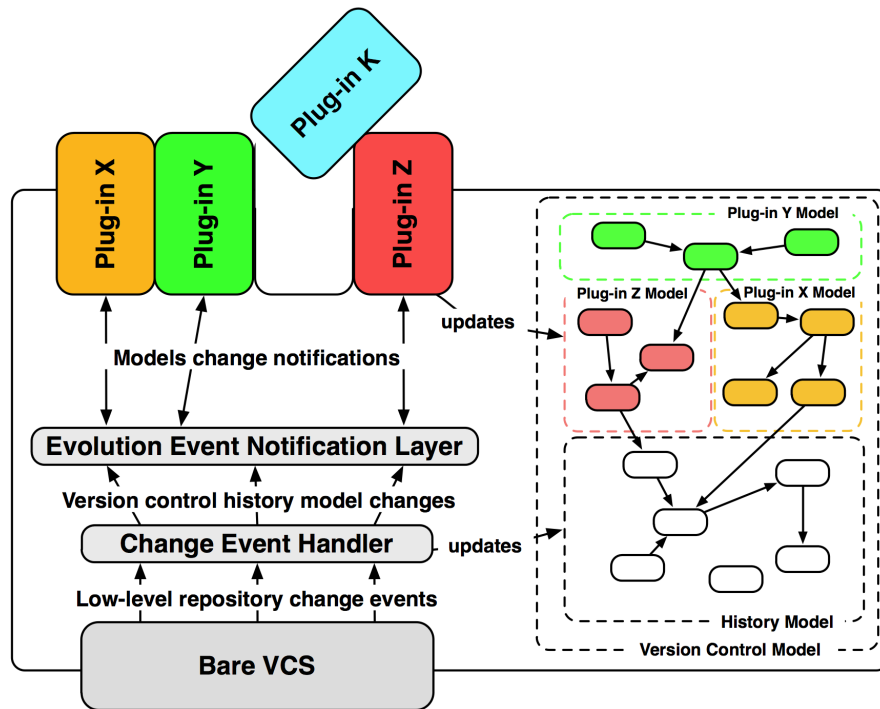 Plug-in K
Plug-in X
Plug-in Y
Plug-in Z
Plug-in Y Model
Plug-in Z Model
Plug-in X Model
updates
Models change notifications
Evolution Event Notification Layer
Version control history model changes
Change Event Handler
updates
Low-level repository change events
History Model
Version Control Model
Bare VCS